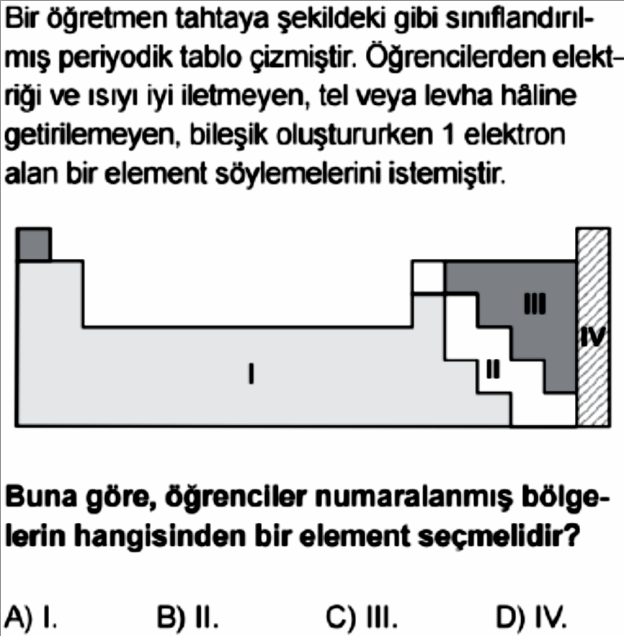 Bir öğretmen tahtaya şekildeki gibi sınıflandırıl-
mış periyodik tablo çizmiştir. Öğrencilerden elekt-
riği ve ısıyı iyi iletmeyen, tel veya levha hâline
getirilemeyen, bileşik oluştururken 1 elektron
alan bir element söylemelerini istemiştir.
III
IV
I
II
Buna göre, öğrenciler numaralanmış bölge-
lerin hangisinden bir element seçmelidir?
A) I. B) II. C) III. D) IV.